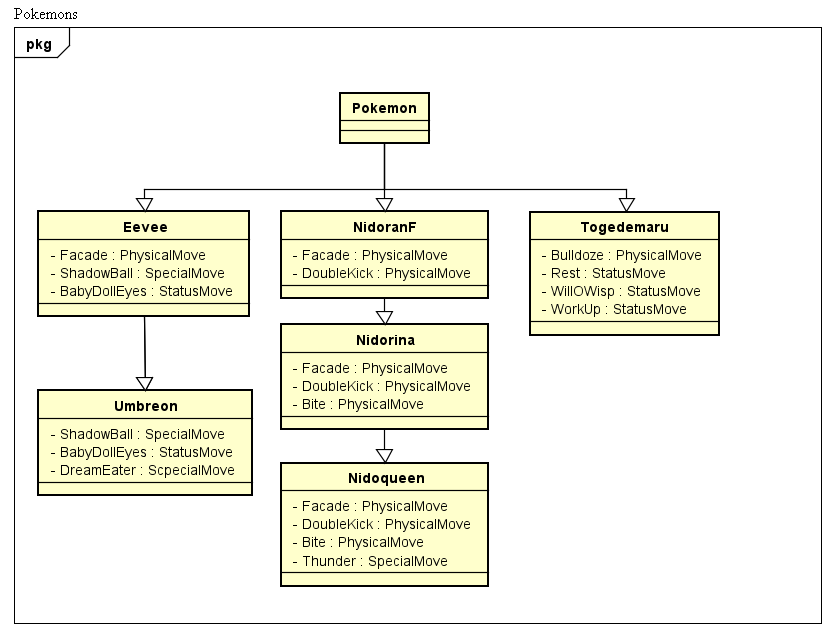 Pokemons
pkg
Pokemon
Eevee
- Facade : PhysicalMove
- ShadowBall : SpecialMove
- BabyDollEyes : StatusMove
NidoranF
- Facade : PhysicalMove
- DoubleKick : PhysicalMove
Togedemaru
- Bulldoze : PhysicalMove
- Rest : StatusMove
- WillOWisp : StatusMove
- WorkUp : StatusMove
Nidorina
- Facade : PhysicalMove
- DoubleKick : PhysicalMove
- Bite : PhysicalMove
Umbreon
- ShadowBall : SpecialMove
- BabyDollEyes : StatusMove
- DreamEater : ScpecialMove
Nidoqueen
- Facade : PhysicalMove
- DoubleKick : PhysicalMove
- Bite : PhysicalMove
- Thunder : SpecialMove